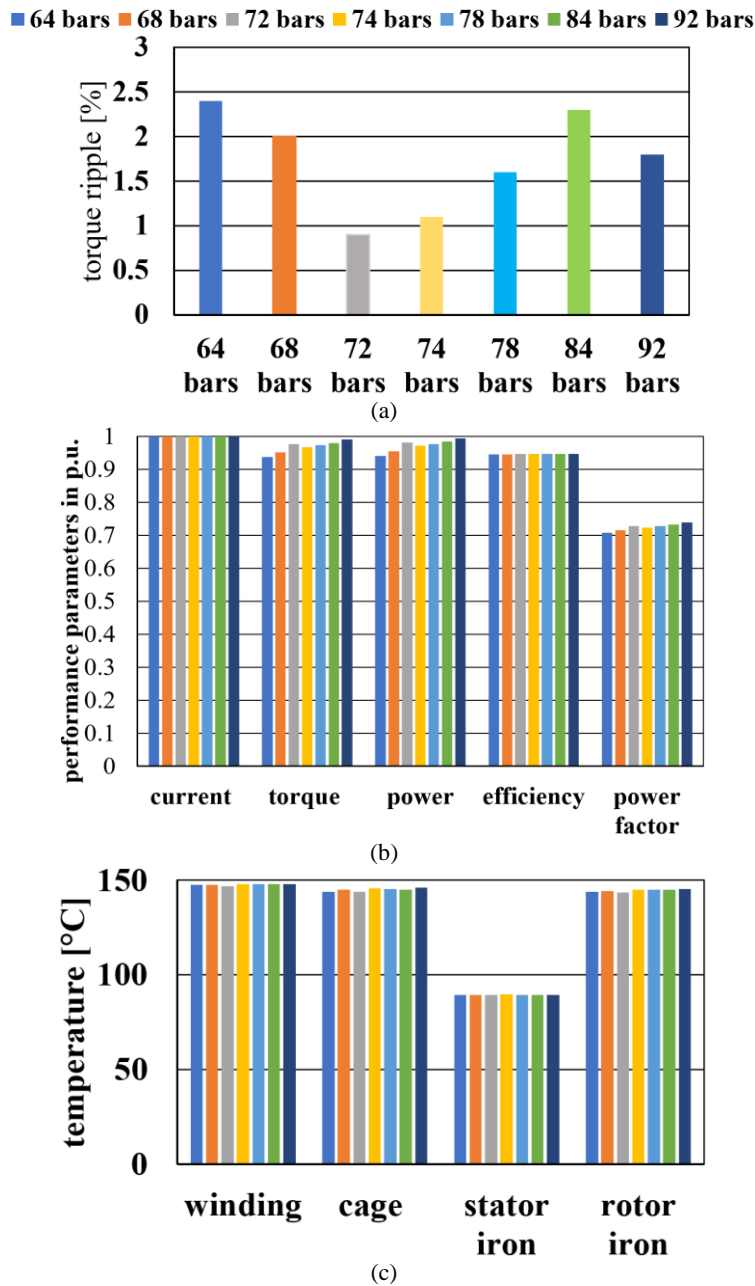 64 bars 68 bars 72 bars 74 bars 78 bars 84 bars 92 bars
torque ripple [%]
3
2.5
2
1.5
1
0.5
0
64 68 72 74 78 84 92
bars bars bars bars bars bars bars
(a)
performance parameters in p.u.
1
0.9
0.8
0.7
0.6
0.5
0.4
0.3
0.2
0.1
0
current torque power efficiency power
factor
(b)
temperature [°C]
150
100
50
0
winding cage stator rotor
iron iron
(c)